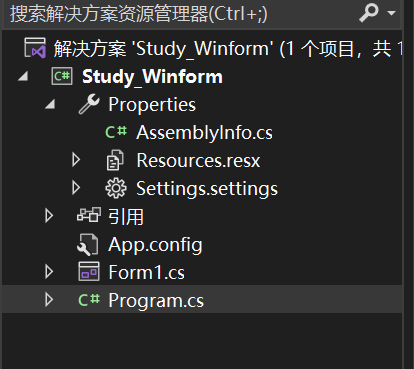 搜索解决方案资源管理器(Ctrl+;)
解决方案 'Study_Winform' (1 个项目，共 1
C# Study_Winform
Properties
C# AssemblyInfo.cs
Resources.resx
Settings.settings
引用
App.config
Form1.cs
C# Program.cs